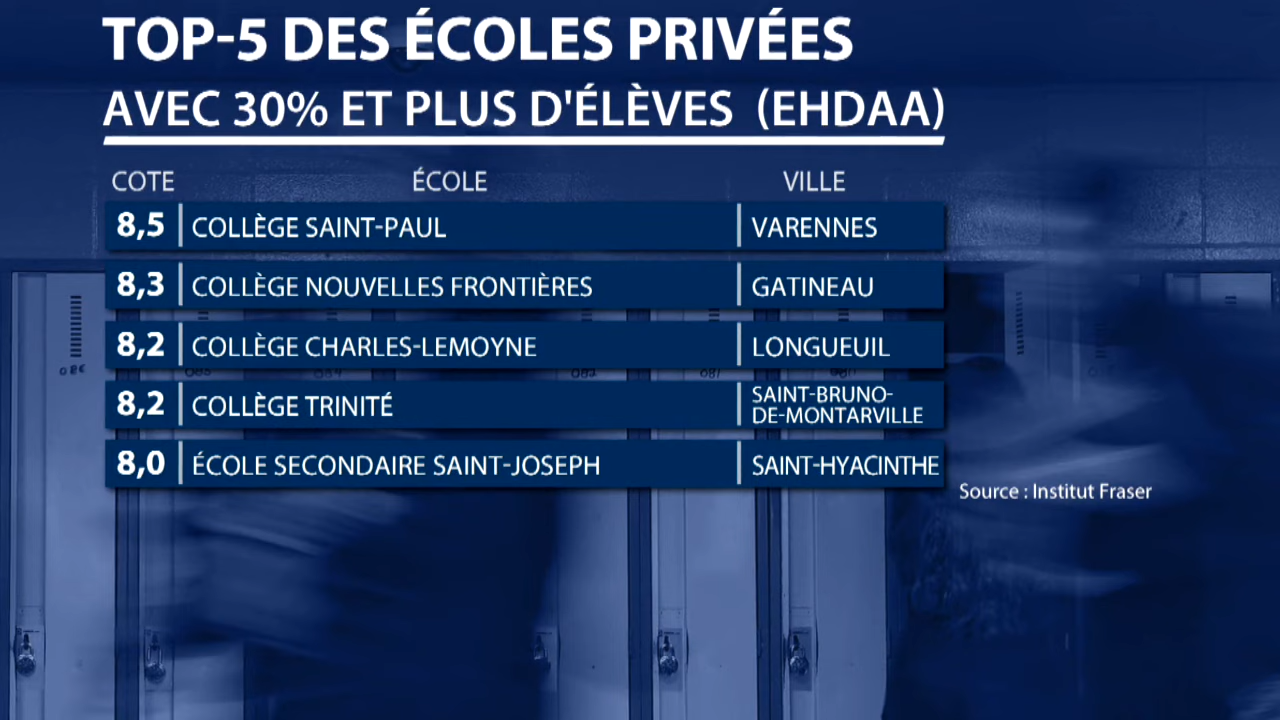 TOP-5 DES ÉCOLES PRIVÉES
AVEC 30% ET PLUS D'ÉLÈVES (EHDAA)
COTE ÉCOLE VILLE
8,5 COLLÈGE SAINT-PAUL VARENNES
8,3 COLLÈGE NOUVELLES FRONTIÈRES GATINEAU
8,2 COLLÈGE CHARLES-LEMOYNE LONGUEUIL
8,2 COLLÈGE TRINITÉ SAINT-BRUNO-
DE-MONTARVILLE
8,0 ÉCOLE SECONDAIRE SAINT-JOSEPH SAINT-HYACINTHE
Source : Institut Fraser